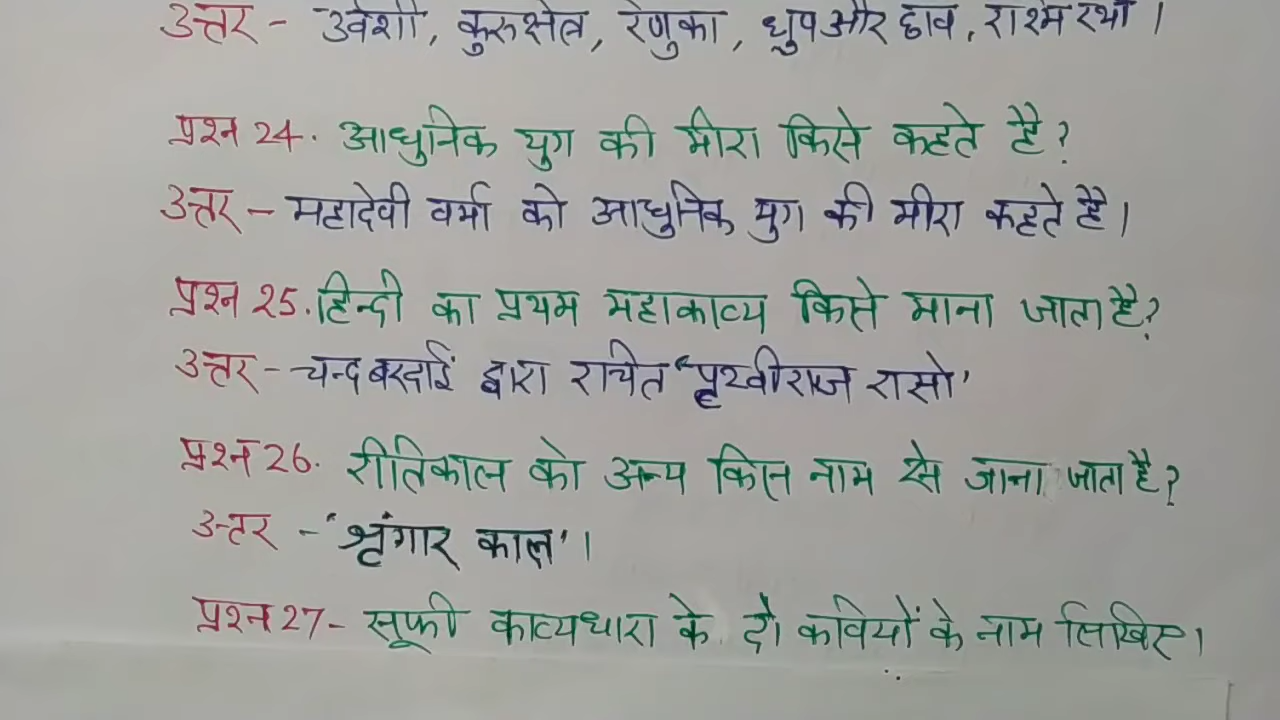 उत्तर - उर्वशी, कुरुक्षेत्र, रेणुका, धुप और छाव, रश्मिरथी ।
प्रश्न 24. आधुनिक युग की मीरा किसे कहते है?
उत्तर - महादेवी वर्मा को आधुनिक युग की मीरा कहते है।
प्रश्न 25. हिन्दी का प्रथम महाकाव्य किसे माना जाता है?
उत्तर - चन्दबरदाई द्वारा रचित "पृथ्वीराज रासो'
प्रश्न 26. रीतिकाल को अन्य किस नाम से जाना जाता है?
उत्तर - 'श्रृंगार काल'।
प्रश्न 27 - सूफी काव्यधारा के दो कवियों के नाम लिखिए।